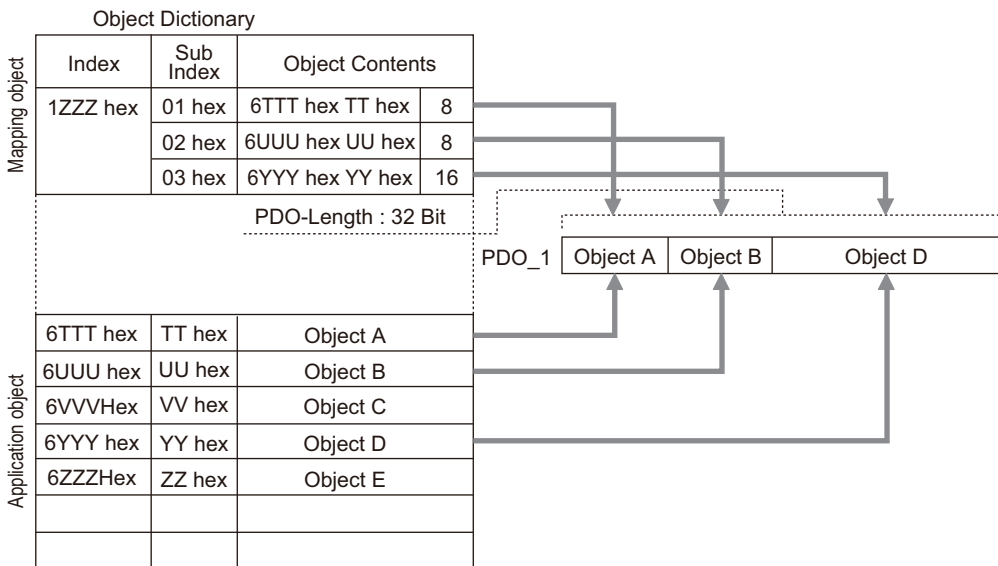 Object Dictionary
Mapping object
Index Sub Index Object Contents
1ZZZ hex 01 hex 6TTT hex TT hex 8
02 hex 6UUU hex UU hex 8
03 hex 6YYY hex YY hex 16
PDO-Length : 32 Bit
PDO_1 Object A Object B Object D
Application object
6TTT hex TT hex Object A
6UUU hex UU hex Object B
6VVVHex VV hex Object C
6YYY hex YY hex Object D
6ZZZHex ZZ hex Object E